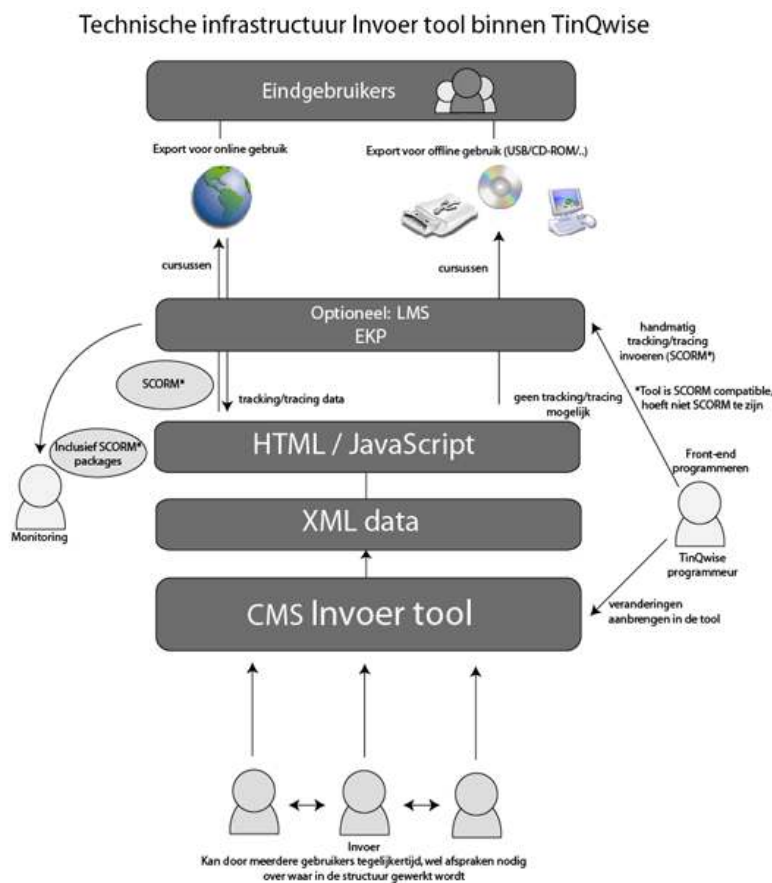 Technische infrastructuur Invoer tool binnen TinQwise
Eindgebruikers
Export voor online gebruik
Export voor offline gebruik (USB/CD-ROM/..)
cursussen
cursussen
Optioneel: LMS
EKP
handmatig
tracking/tracing
invoeren (SCORM*)
SCORM*
tracking/tracing data
geen tracking/tracing
mogelijk
*Tool is SCORM compatible,
hoeft niet SCORM te zijn
Inclusief SCORM*
packages
HTML / JavaScript
Front-end
programmeren
Monitoring
XML data
TinQwise
programmeur
CMS Invoer tool
veranderingen
aanbrengen in de tool
Invoer
Kan door meerdere gebruikers tegelijkertijd, wel afspraken nodig
over waar in de structuur gewerkt wordt